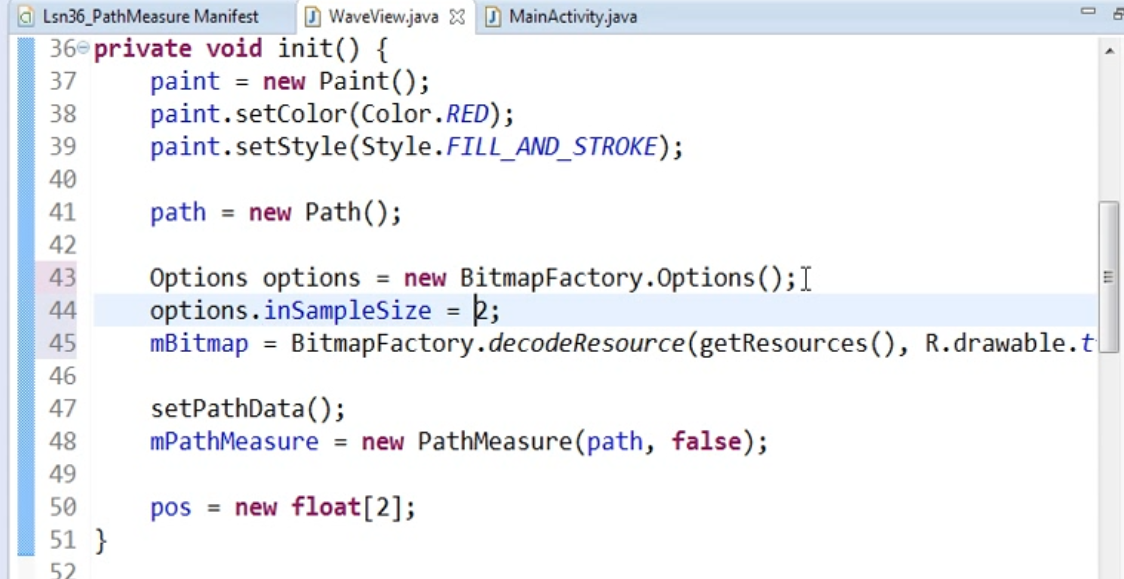 Lsn36_PathMeasure Manifest WaveView.java MainActivity.java
36 private void init() {
37 paint = new Paint();
38 paint.setColor(Color.RED);
39 paint.setStyle(Style.FILL_AND_STROKE);
40
41 path = new Path();
42
43 Options options = new BitmapFactory.Options();
44 options.inSampleSize = 2;
45 mBitmap = BitmapFactory.decodeResource(getResources(), R.drawable.t
46
47 setPathData();
48 mPathMeasure = new PathMeasure(path, false);
49
50 pos = new float[2];
51 }
52